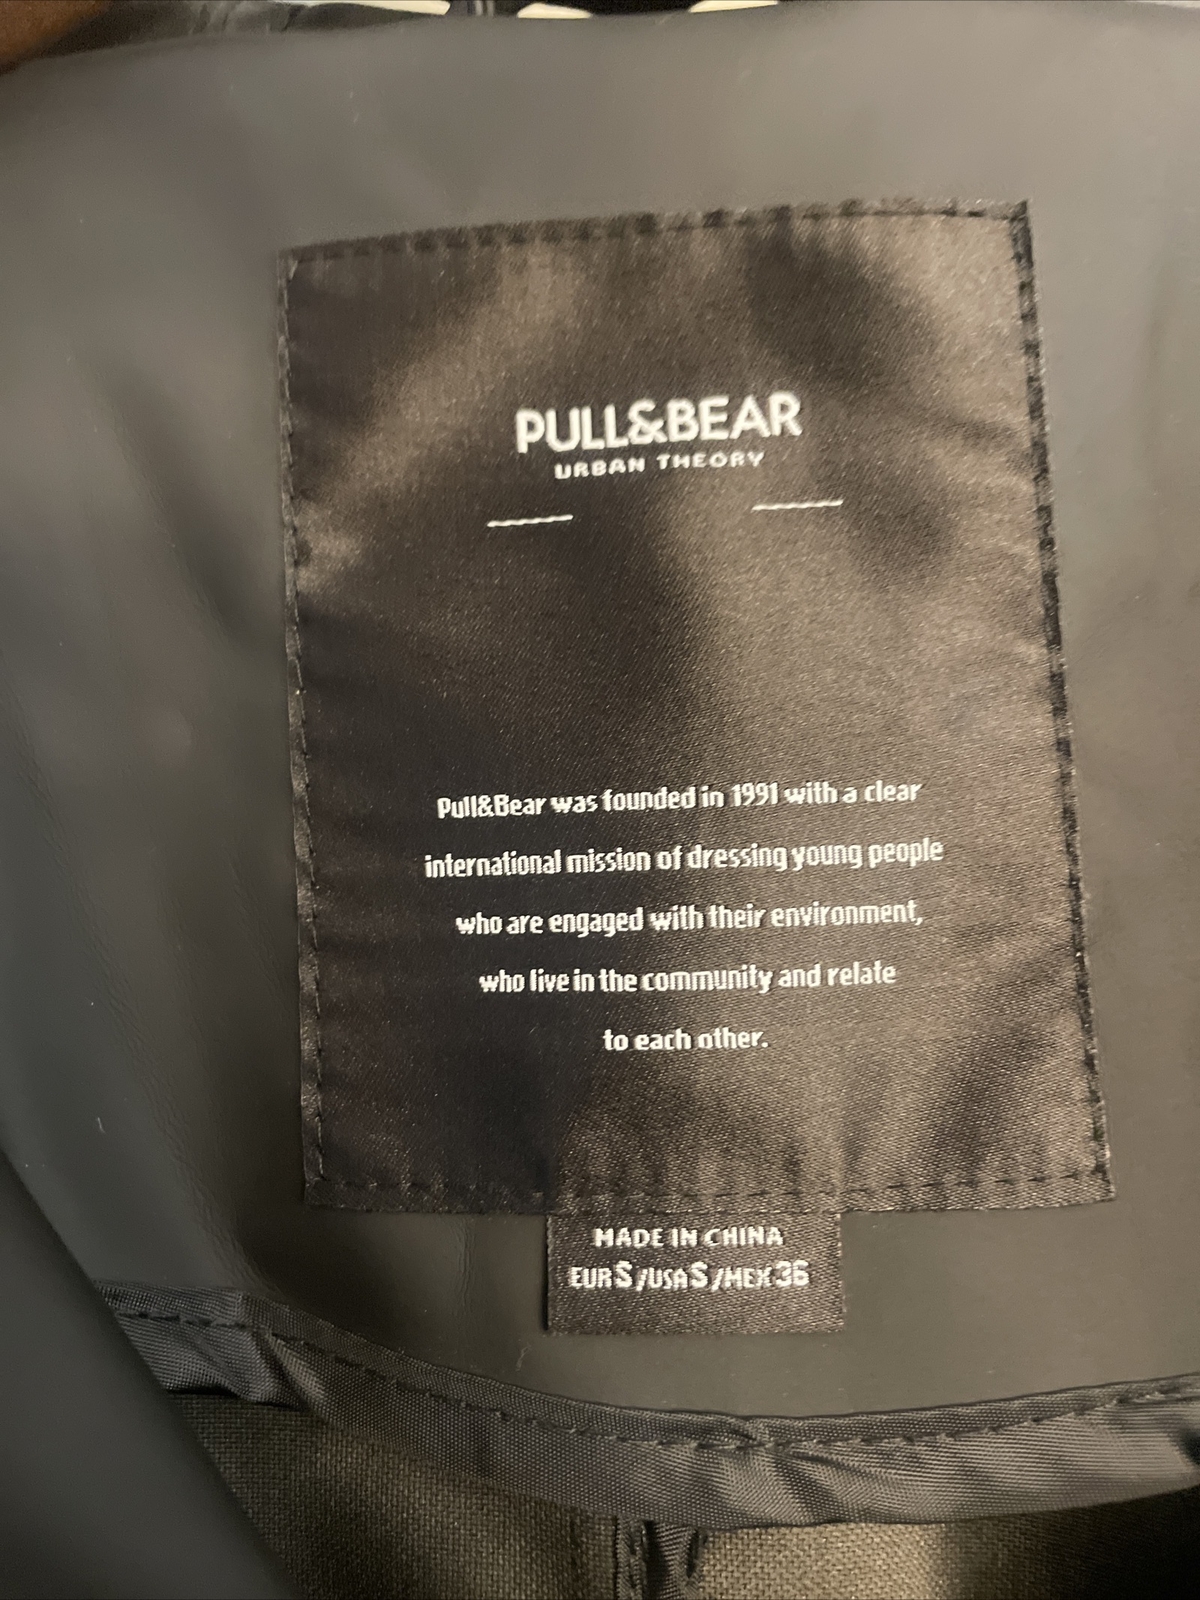 PULL&BEAR
URBAN THEORY
Pull&Bear was founded in 1991 with a clear
international mission of dressing young people
who are engaged with their environment,
who live in the community and relate
to each other.
MADE IN CHINA
EUR S /USA S /MEX 36